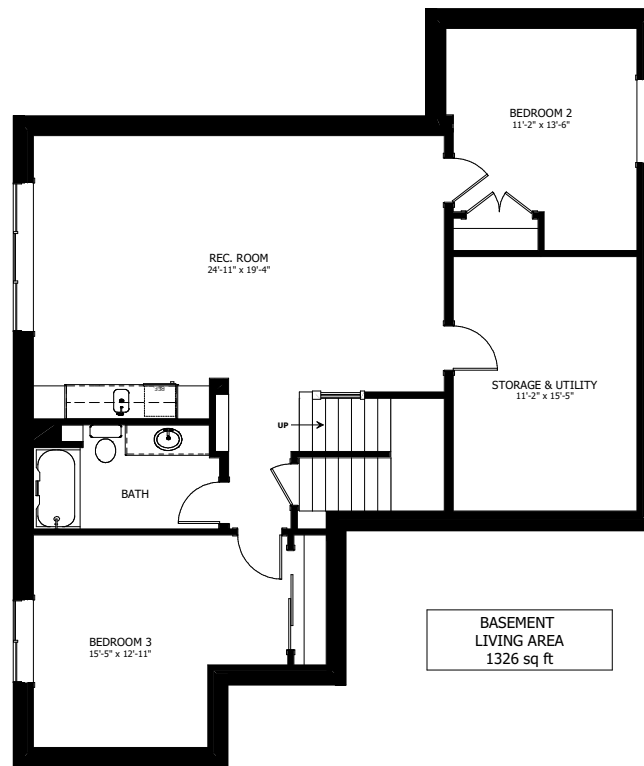 BEDROOM 2
11'-2" x 13'-6"
REC. ROOM
24'-11" x 19'-4"
STORAGE & UTILITY
11'-2" x 15'-5"
REF.
UP
BATH
BEDROOM 3
15'-5" x 12'-11"
BASEMENT
LIVING AREA
1326 sq ft